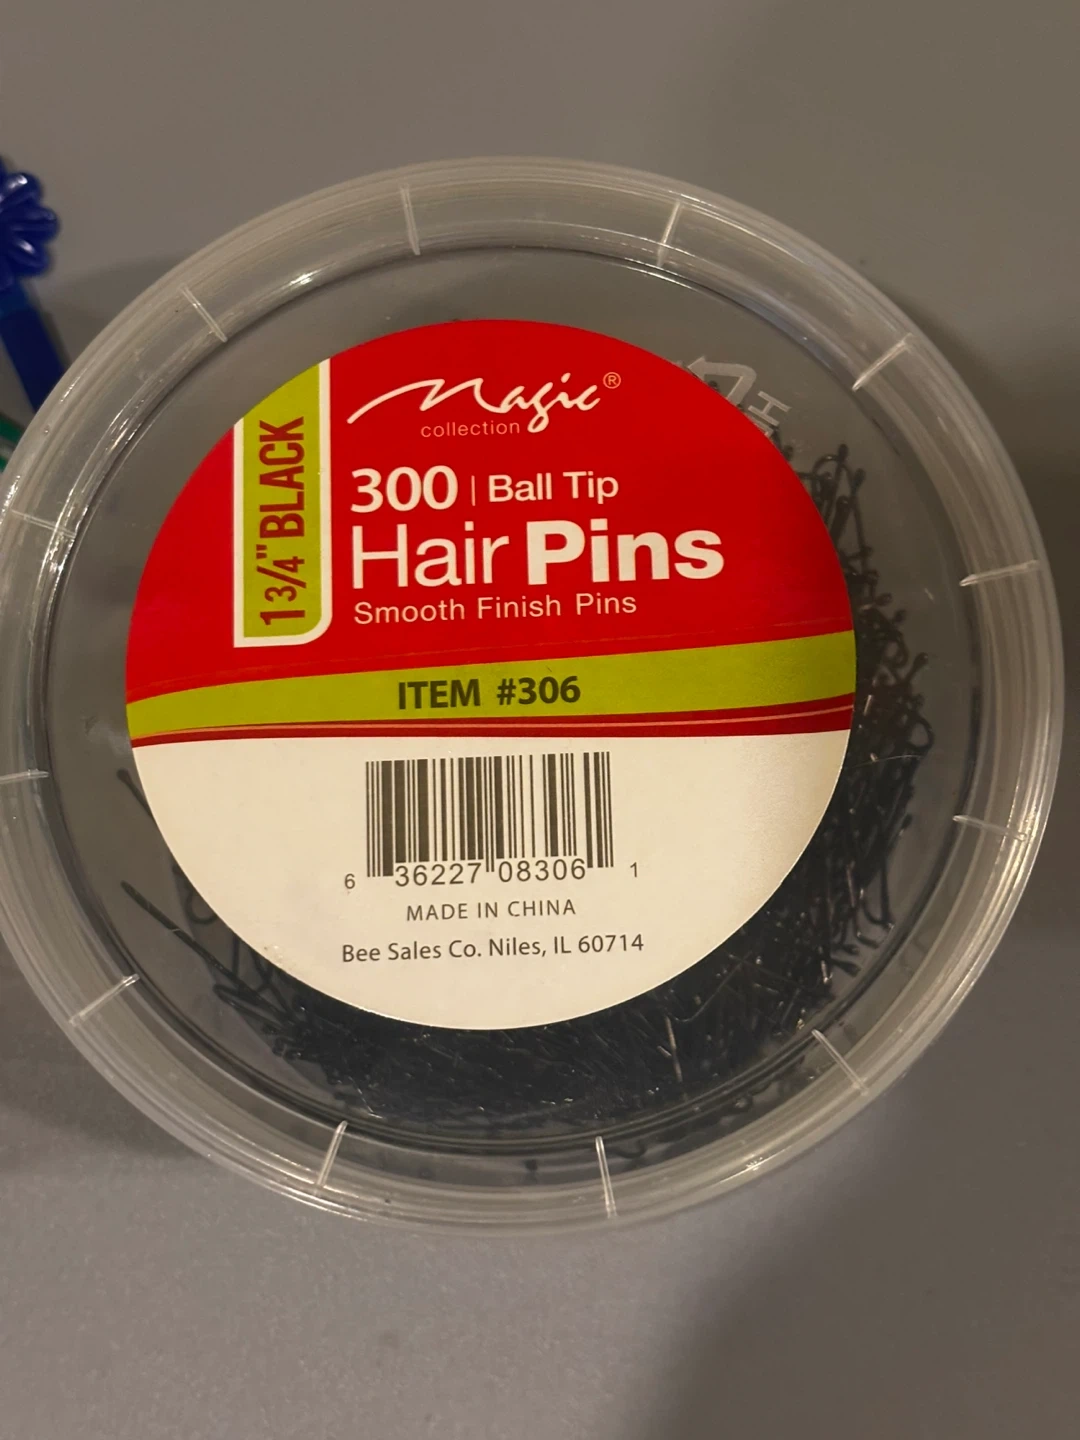 Magic®
collection
1 3/4" BLACK
300 | Ball Tip
Hair Pins
Smooth Finish Pins
ITEM #306
6 36227 08306 1
MADE IN CHINA
Bee Sales Co. Niles, IL 60714